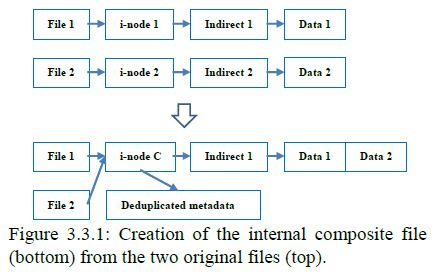 File 1 i-node 1 Indirect 1 Data 1
File 2 i-node 2 Indirect 2 Data 2
File 1 i-node C Indirect 1 Data 1 Data 2
File 2 Deduplicated metadata
Figure 3.3.1: Creation of the internal composite file
(bottom) from the two original files (top).